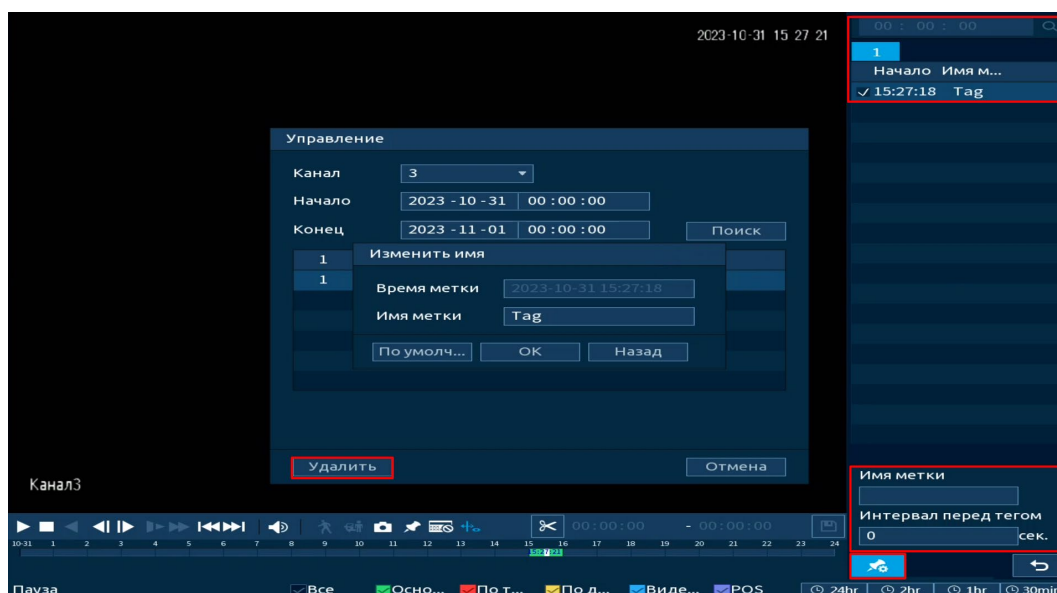 2023-10-31 15 27 21
00 : 00 : 00
1
Начало Имя м...
15:27:18 Tag
Управление
Канал 3
Начало 2023 -10 -31 00 :00 :00
Конец 2023 -11 -01 00 :00 :00 Поиск
1
1
Изменить имя
Время метки 2023-10-31 15:27:18
Имя метки Tag
По умолч... ОК Назад
Удалить Отмена
Канал3
Имя метки
Интервал перед тегом
0 сек.
00:00:00 - 00:00:00
10-31 1 2 3 4 5 6 7 8 9 10 11 12 13 14 15 16 17 18 19 20 21 22 23 24
15:27:21
Пауза Все Осно... По т... По д... Виде... POS 24hr 2hr 1hr 30min